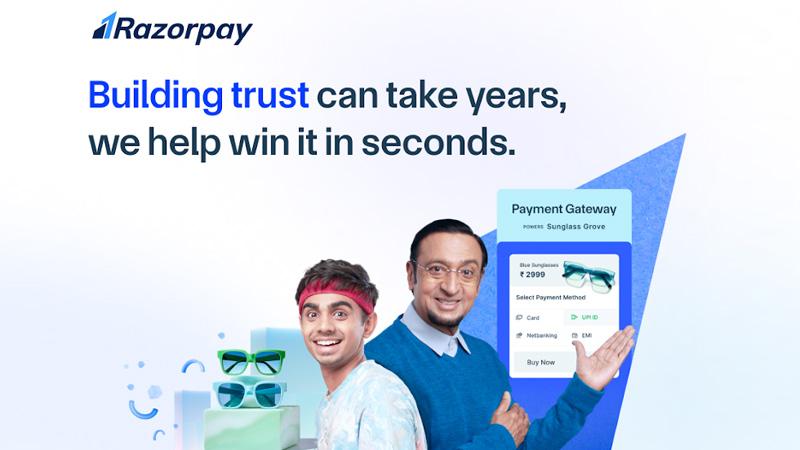 Razorpay
Building trust can take years,
we help win it in seconds.
Payment Gateway
POWERS Sunglass Grove
Blue Sunglasses
₹ 2999
Select Payment Method
Card
UPI ID
Netbanking
EMI
Buy Now